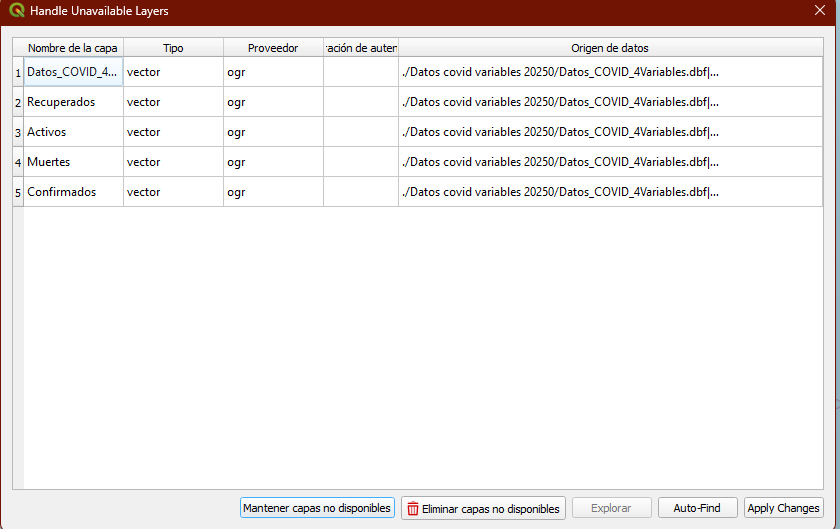 Handle Unavailable Layers
Nombre de la capa Tipo Proveedor ración de auten Origen de datos
1 Datos_COVID_4... vector ogr ./Datos covid variables 20250/Datos_COVID_4Variables.dbf|...
2 Recuperados vector ogr ./Datos covid variables 20250/Datos_COVID_4Variables.dbf|...
3 Activos vector ogr ./Datos covid variables 20250/Datos_COVID_4Variables.dbf|...
4 Muertes vector ogr ./Datos covid variables 20250/Datos_COVID_4Variables.dbf|...
5 Confirmados vector ogr ./Datos covid variables 20250/Datos_COVID_4Variables.dbf|...
Mantener capas no disponibles Eliminar capas no disponibles Explorar Auto-Find Apply Changes